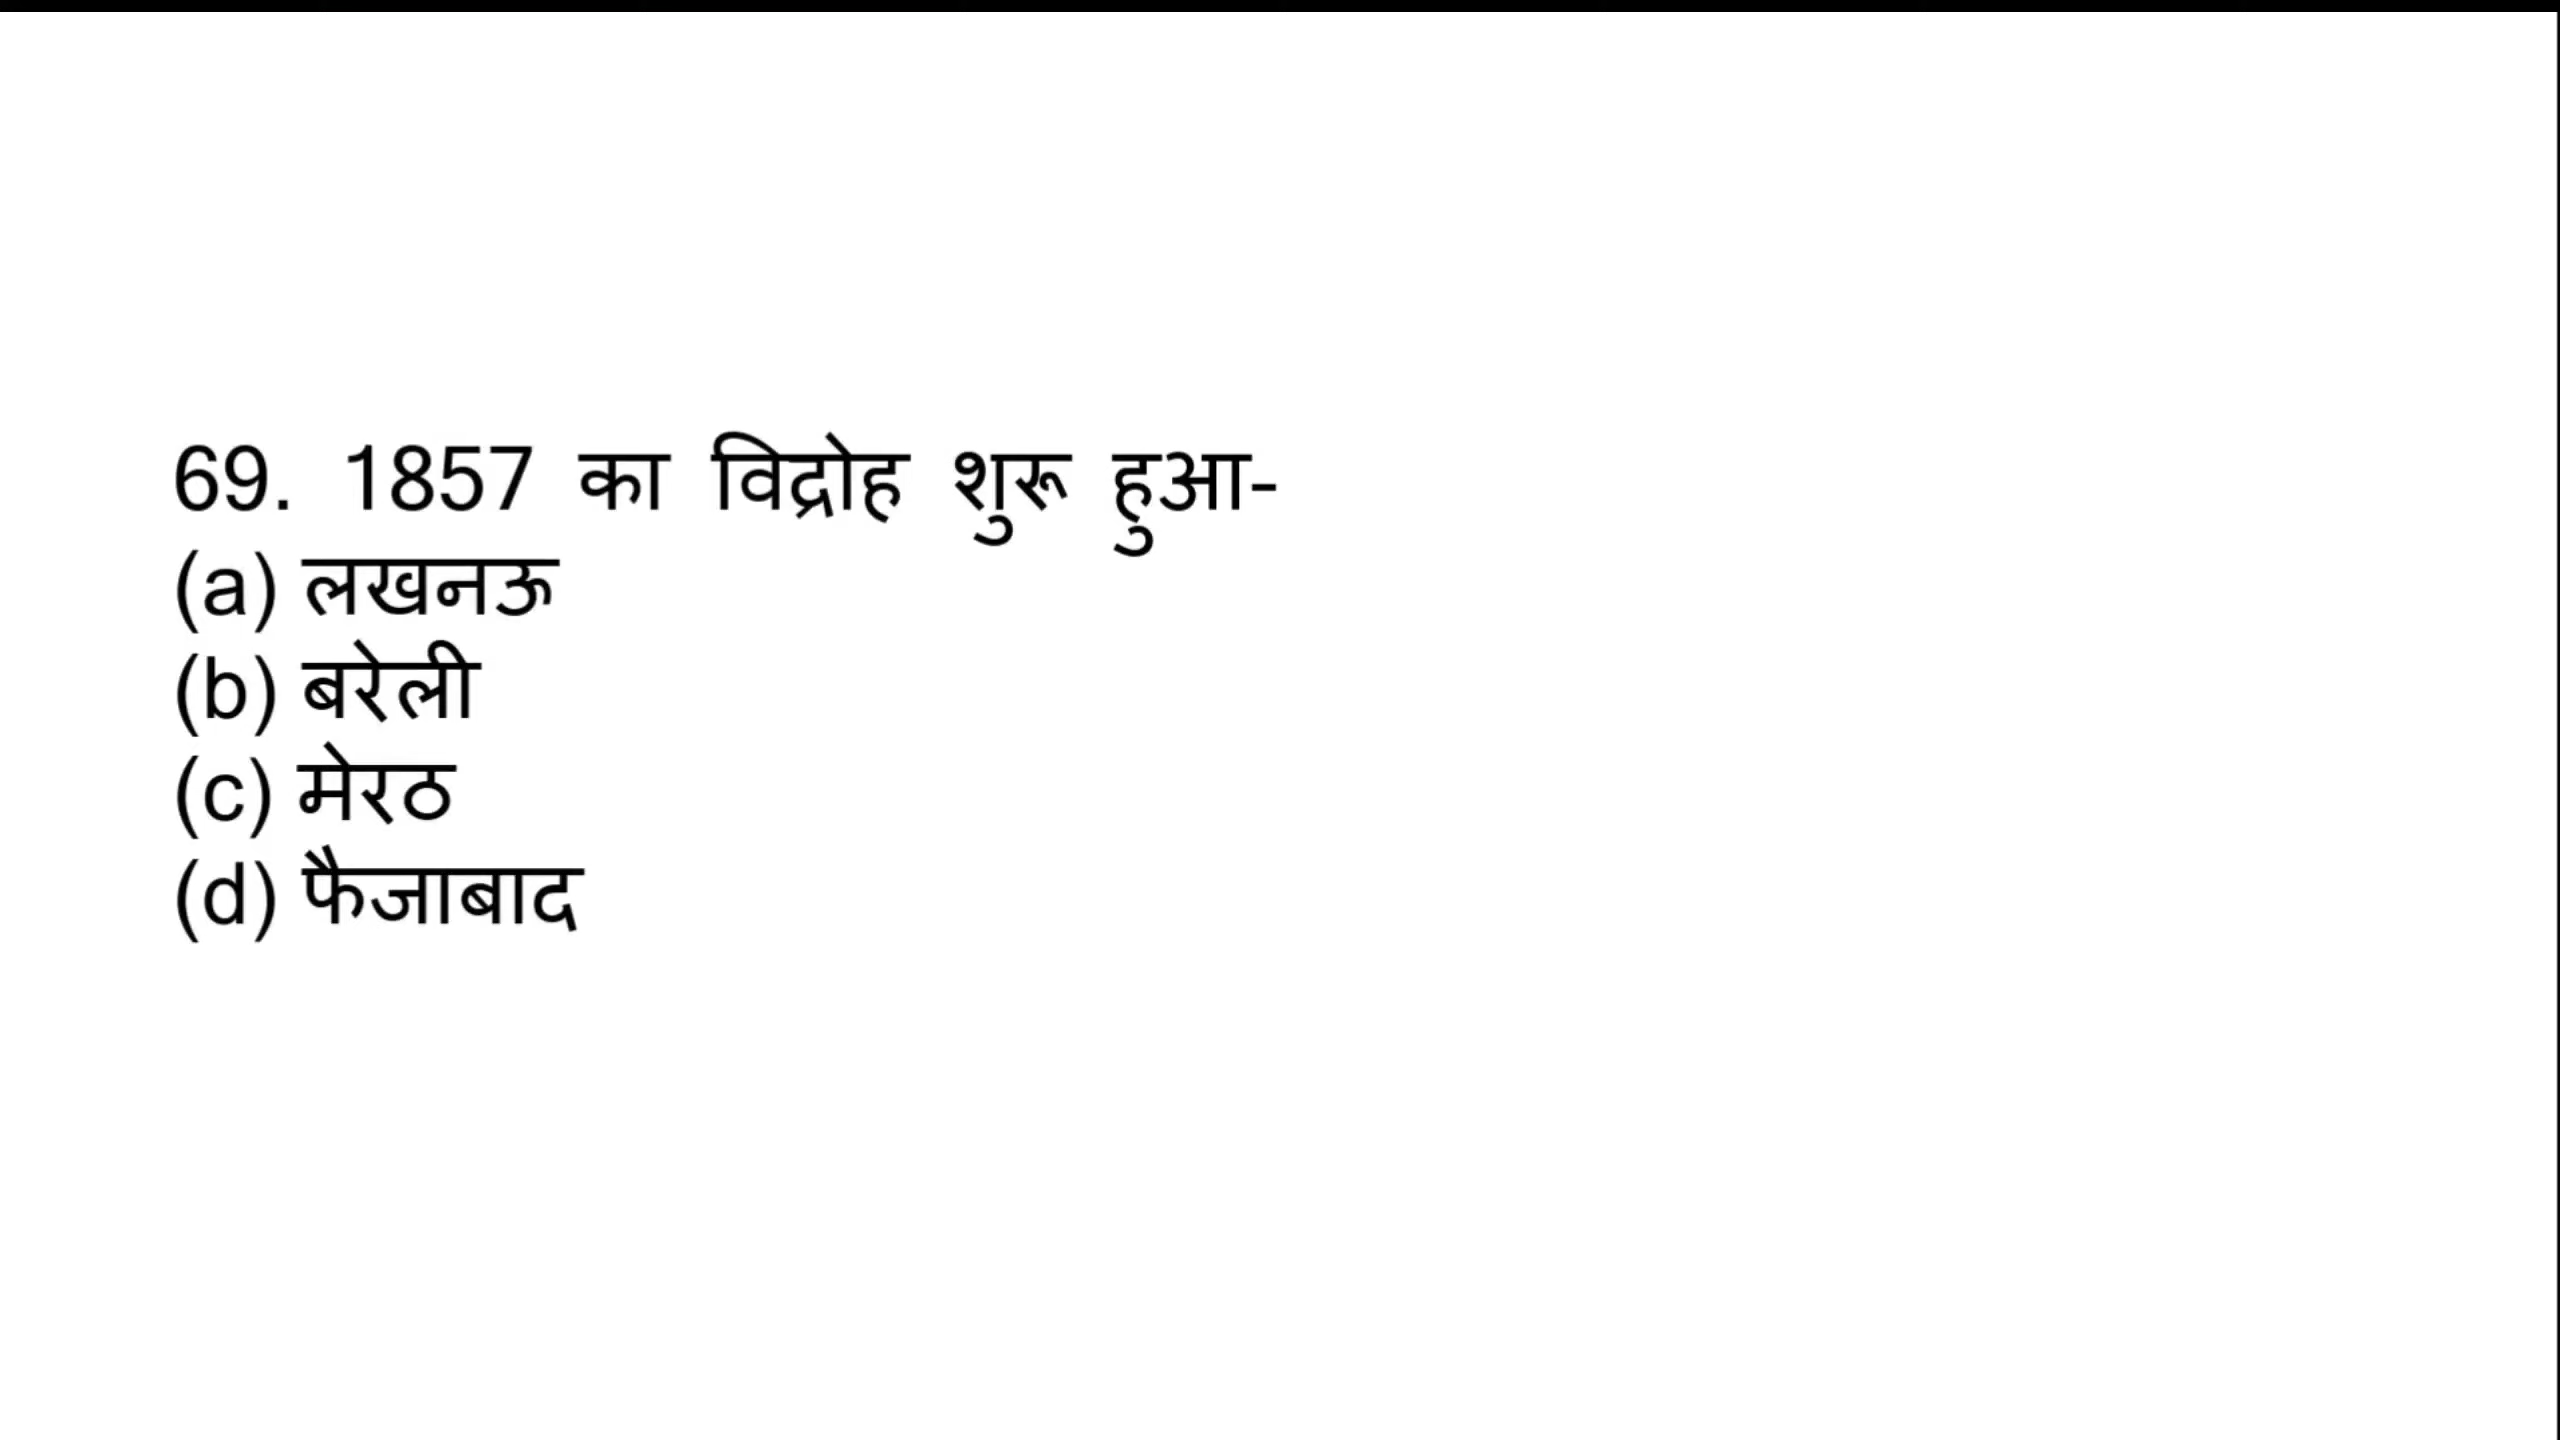 69. 1857 का विद्रोह शुरू हुआ-
(a) लखनऊ
(b) बरेली
(c) मेरठ
(d) फैजाबाद